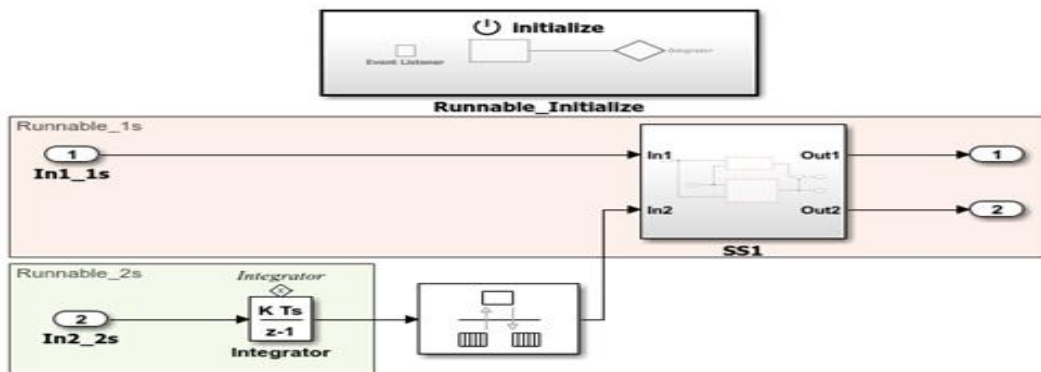 initialize
Event Listener
Integrator
Runnable_Initialize
Runnable_1s
1
In1_1s
In1
Out1
1
In2
Out2
2
SS1
Runnable_2s
Integrator
x
2
In2_2s
K Ts
z-1
Integrator